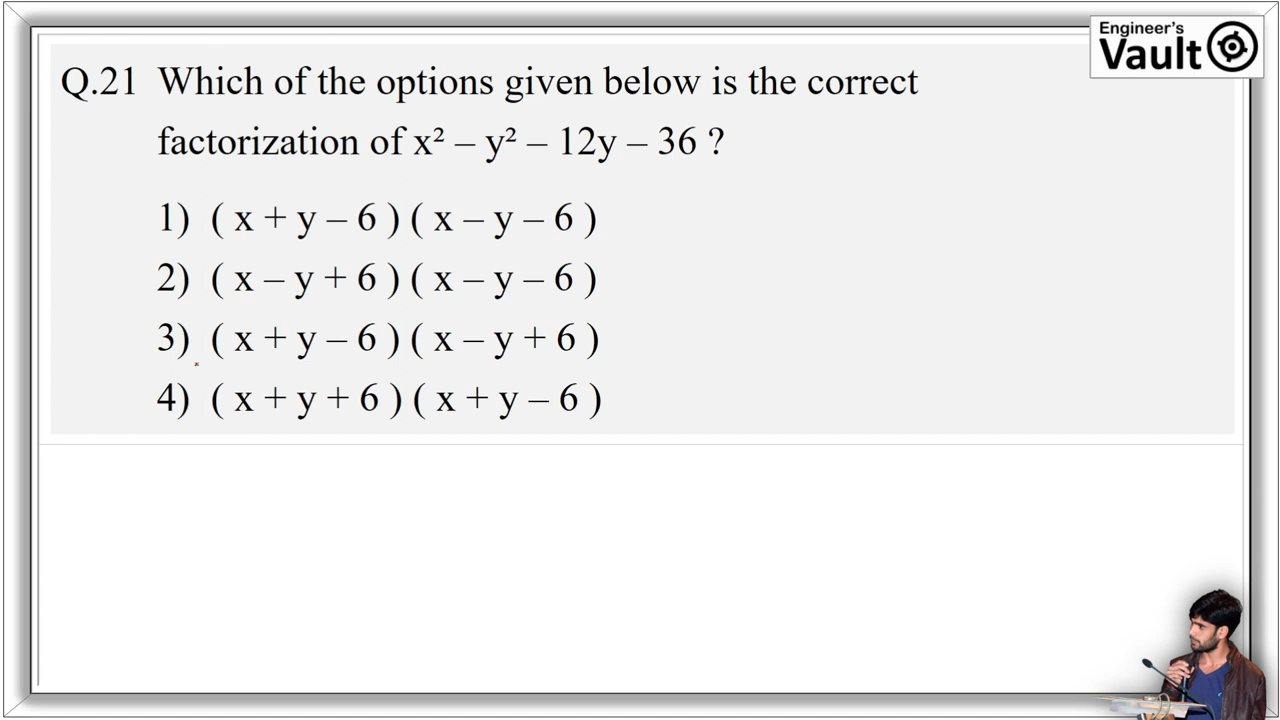 Engineer's
Vault
Q.21 Which of the options given below is the correct
factorization of x² – y² – 12y – 36 ?
1) ( x + y – 6 ) ( x – y – 6 )
2) ( x – y + 6 ) ( x – y – 6 )
3) ( x + y – 6 ) ( x – y + 6 )
4) ( x + y + 6 ) ( x + y – 6 )